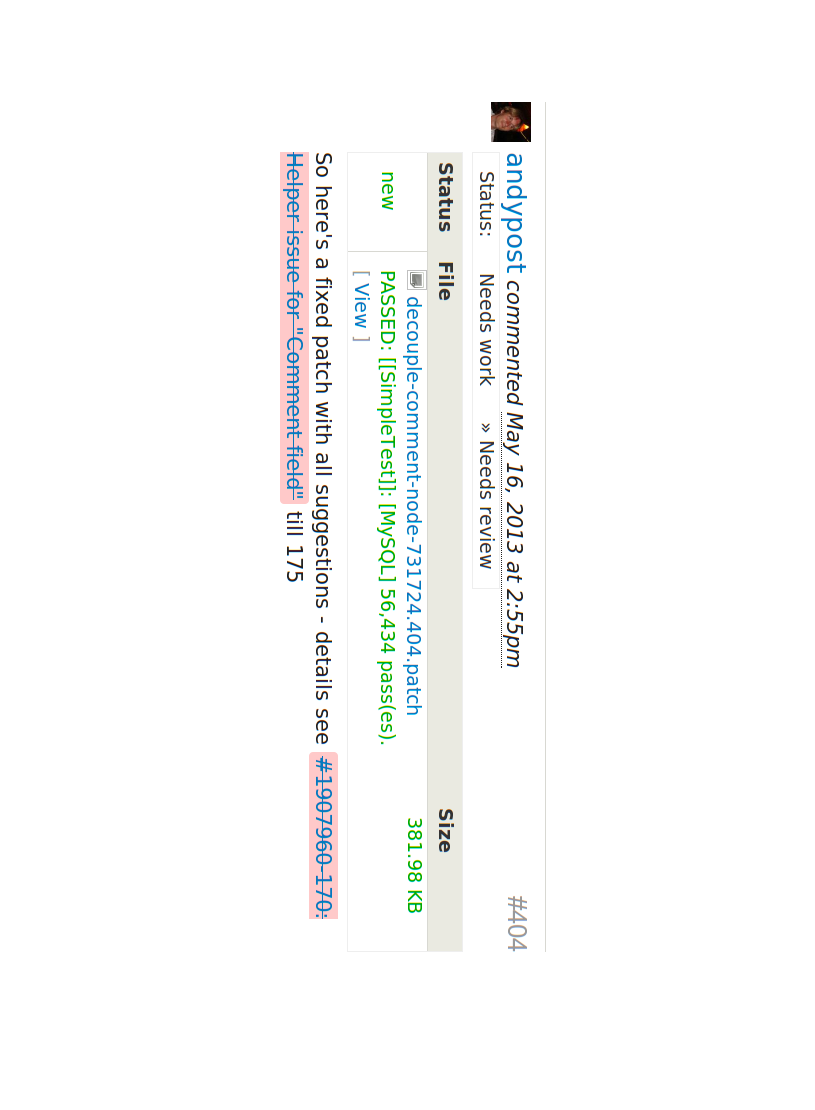 andypost commented May 16, 2013 at 2:55pm #404
Status: Needs work » Needs review
Status File Size
new decouple-comment-node-731724.404.patch 381.98 KB
PASSED: [[SimpleTest]]: [MySQL] 56,434 pass(es).
[ View ]
So here's a fixed patch with all suggestions - details see #1907960-170:
Helper issue for "Comment field" till 175